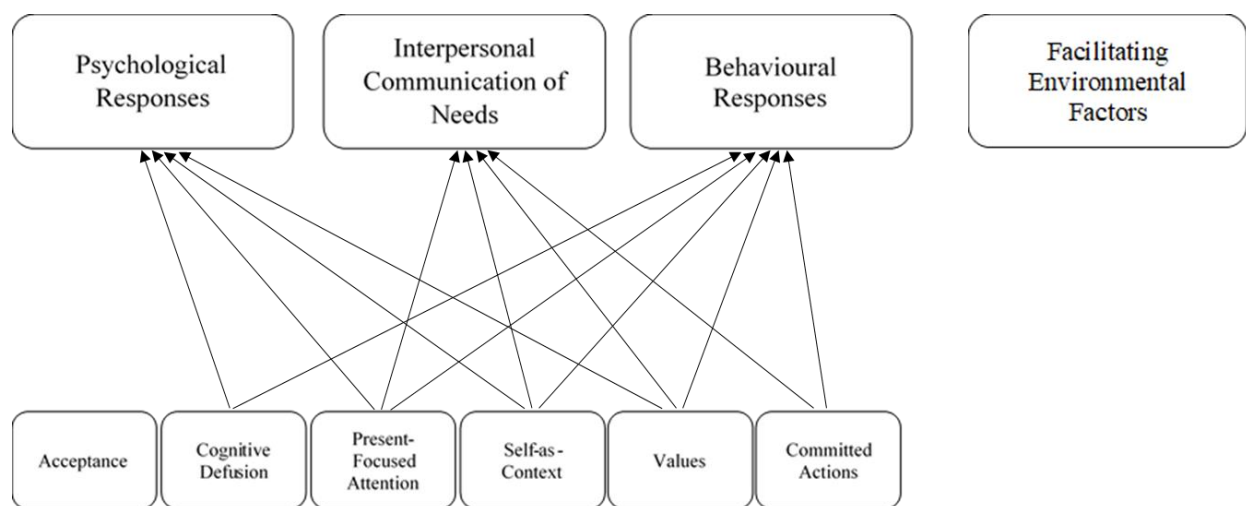 Psychological
Responses
Interpersonal
Communication of
Needs
Behavioural
Responses
Facilitating
Environmental
Factors
Acceptance
Cognitive
Defusion
Present-
Focused
Attention
Self-as-
Context
Values
Committed
Actions